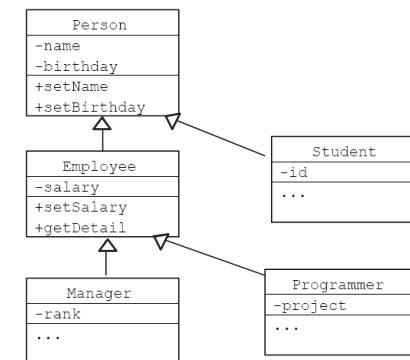 Person
-name
-birthday
+setName
+setBirthday
Student
-id
...
Employee
-salary
+setSalary
+getDetail
Manager
-rank
...
Programmer
-project
...